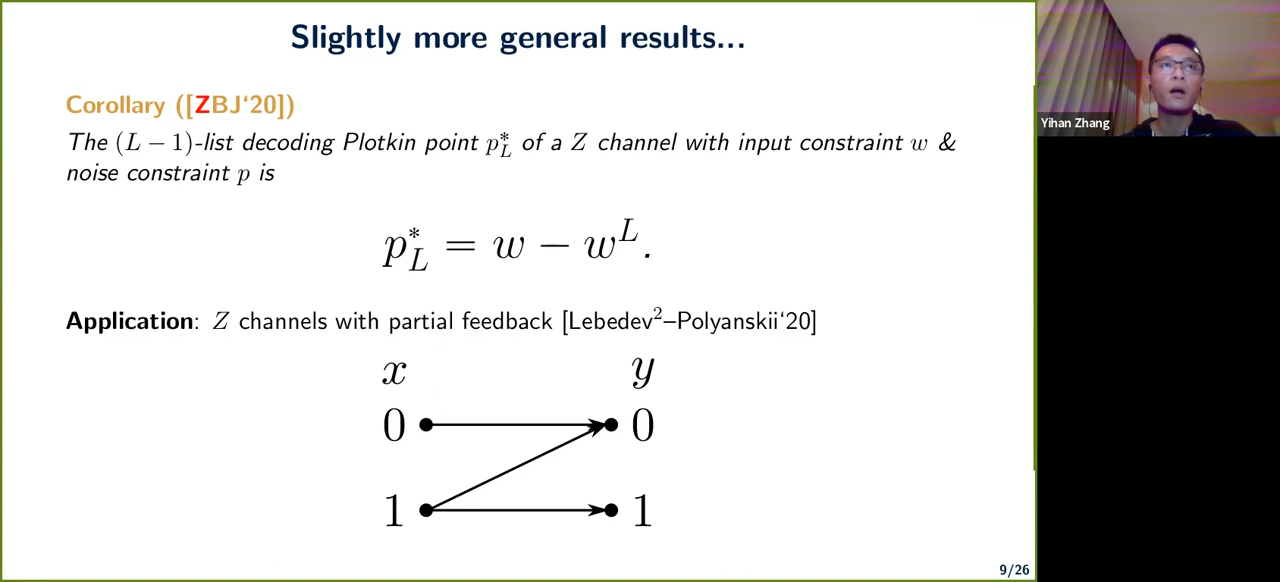 Slightly more general results...
Corollary ([ZBJ‘20])
The (L − 1)-list decoding Plotkin point p*_L of a Z channel with input constraint w &
noise constraint p is
p*_L = w − w^L.
Application: Z channels with partial feedback [Lebedev²–Polyanskii‘20]
x y
0 0
1 1
9/26
Yihan Zhang